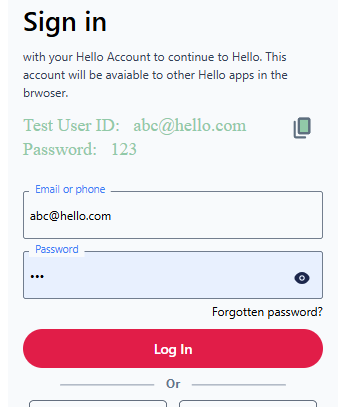 Sign in
with your Hello Account to continue to Hello. This
account will be avaiable to other Hello apps in the
brwoser.
Test User ID: abc@hello.com
Password: 123
Email or phone
abc@hello.com
Password
•••
Forgotten password?
Log In
Or